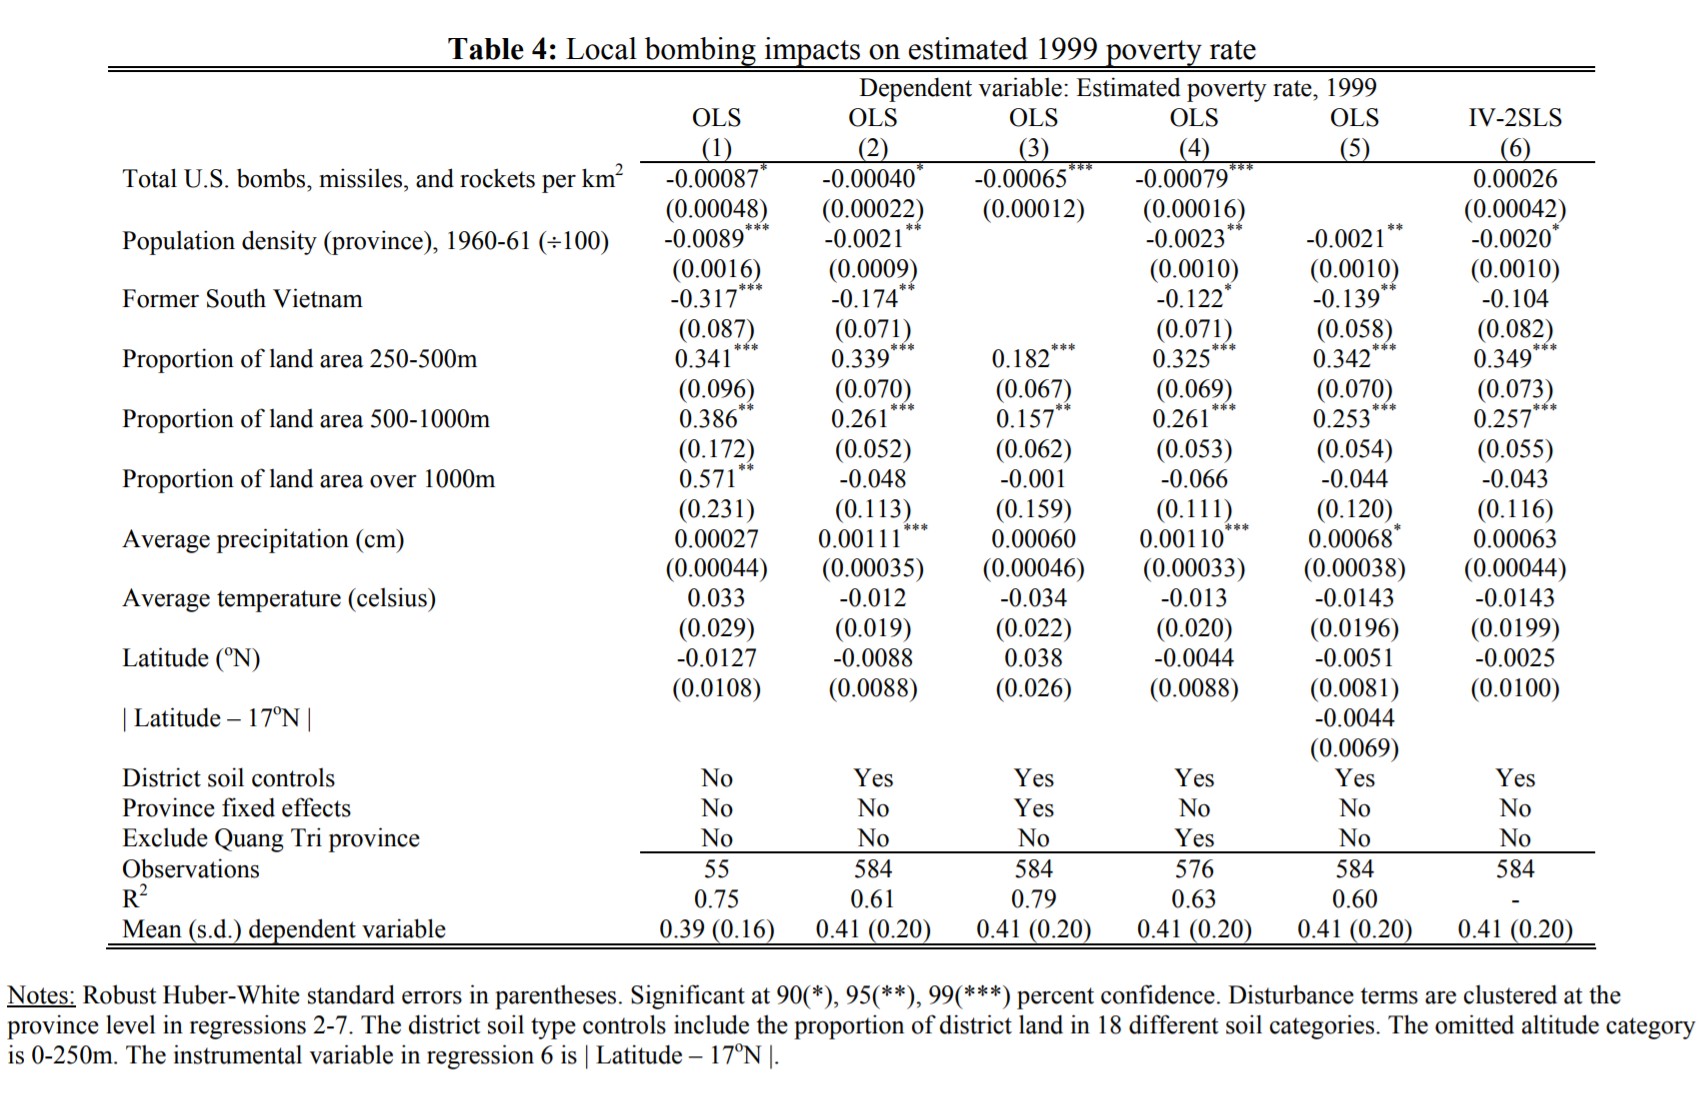 Table 4: Local bombing impacts on estimated 1999 poverty rate
Dependent variable: Estimated poverty rate, 1999
OLS OLS OLS OLS OLS IV-2SLS
(1) (2) (3) (4) (5) (6)
Total U.S. bombs, missiles, and rockets per km² -0.00087* -0.00040* -0.00065*** -0.00079*** 0.00026
(0.00048) (0.00022) (0.00012) (0.00016) (0.00042)
Population density (province), 1960-61 (÷100) -0.0089*** -0.0021** -0.0023** -0.0021** -0.0020*
(0.0016) (0.0009) (0.0010) (0.0010) (0.0010)
Former South Vietnam -0.317*** -0.174** -0.122* -0.139** -0.104
(0.087) (0.071) (0.071) (0.058) (0.082)
Proportion of land area 250-500m 0.341*** 0.339*** 0.182*** 0.325*** 0.342*** 0.349***
(0.096) (0.070) (0.067) (0.069) (0.070) (0.073)
Proportion of land area 500-1000m 0.386** 0.261*** 0.157** 0.261*** 0.253*** 0.257***
(0.172) (0.052) (0.062) (0.053) (0.054) (0.055)
Proportion of land area over 1000m 0.571** -0.048 -0.001 -0.066 -0.044 -0.043
(0.231) (0.113) (0.159) (0.111) (0.120) (0.116)
Average precipitation (cm) 0.00027 0.00111*** 0.00060 0.00110*** 0.00068* 0.00063
(0.00044) (0.00035) (0.00046) (0.00033) (0.00038) (0.00044)
Average temperature (celsius) 0.033 -0.012 -0.034 -0.013 -0.0143 -0.0143
(0.029) (0.019) (0.022) (0.020) (0.0196) (0.0199)
Latitude (ºN) -0.0127 -0.0088 0.038 -0.0044 -0.0051 -0.0025
(0.0108) (0.0088) (0.026) (0.0088) (0.0081) (0.0100)
| Latitude – 17ºN | -0.0044
(0.0069)
District soil controls No Yes Yes Yes Yes Yes
Province fixed effects No No Yes No No No
Exclude Quang Tri province No No No Yes No No
Observations 55 584 584 576 584 584
R² 0.75 0.61 0.79 0.63 0.60 -
Mean (s.d.) dependent variable 0.39 (0.16) 0.41 (0.20) 0.41 (0.20) 0.41 (0.20) 0.41 (0.20) 0.41 (0.20)
Notes: Robust Huber-White standard errors in parentheses. Significant at 90(*), 95(**), 99(***) percent confidence. Disturbance terms are clustered at the
province level in regressions 2-7. The district soil type controls include the proportion of district land in 18 different soil categories. The omitted altitude category
is 0-250m. The instrumental variable in regression 6 is | Latitude – 17ºN |.